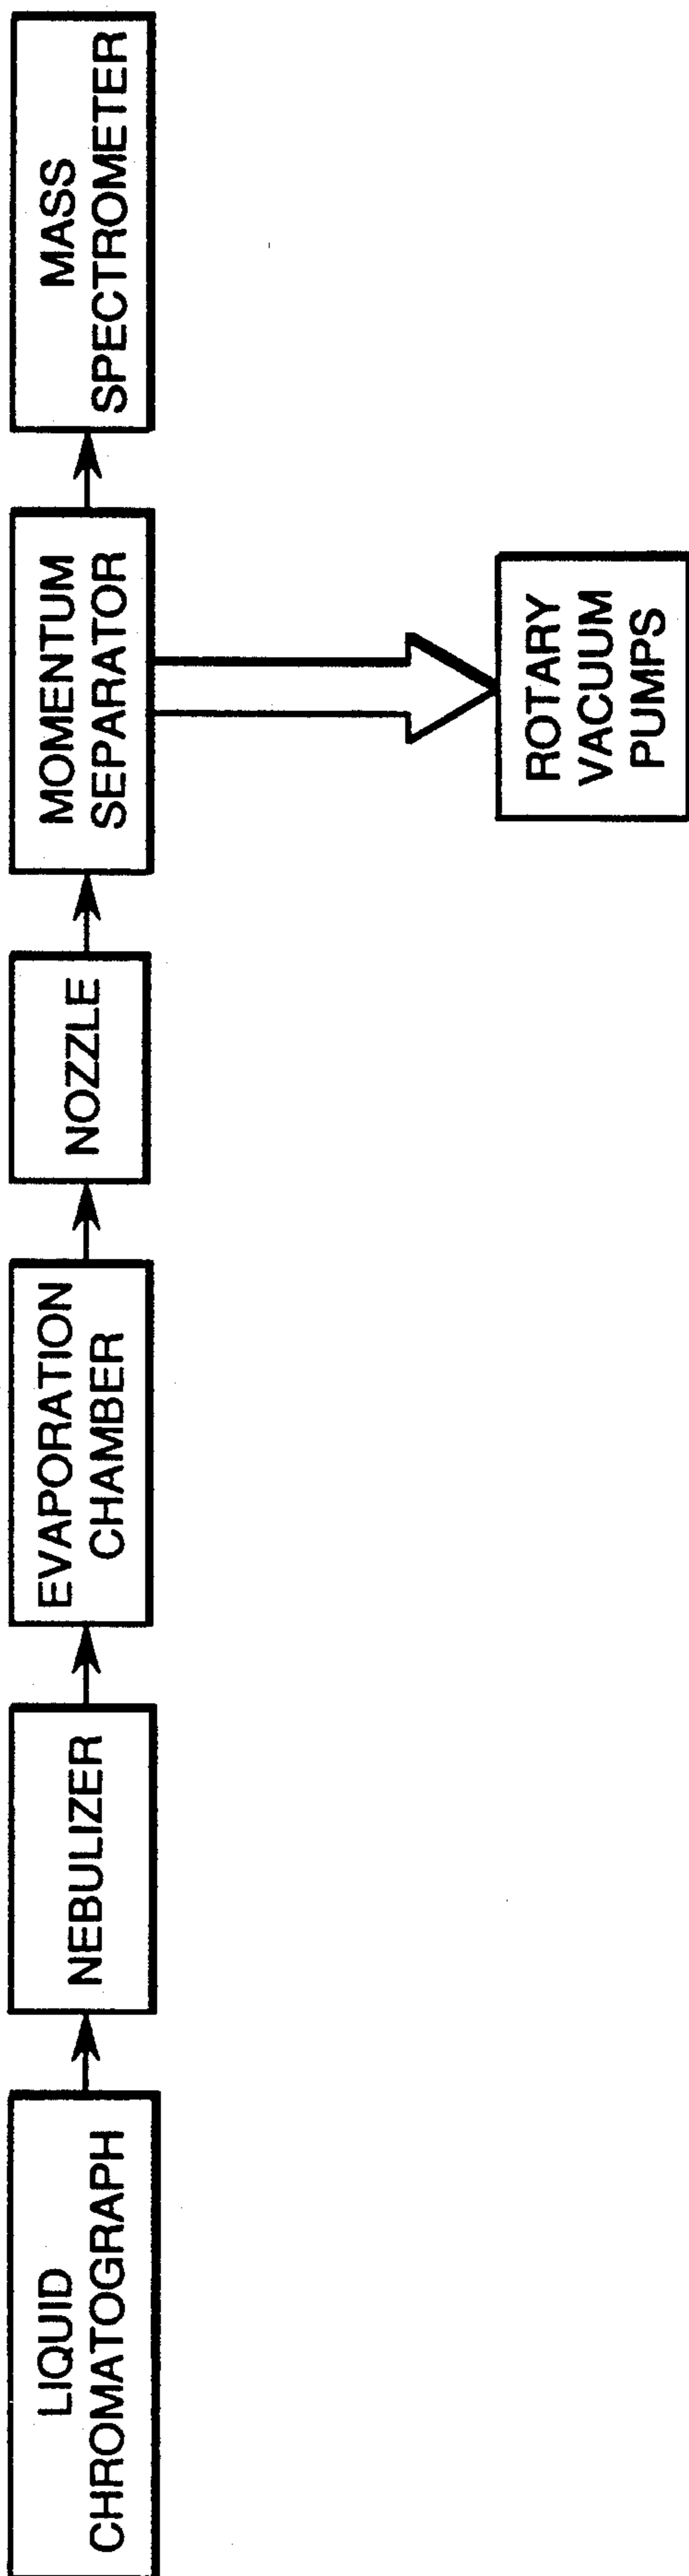 LIQUID
CHROMATOGRAPH
NEBULIZER
EVAPORATION
CHAMBER
NOZZLE
MOMENTUM
SEPARATOR
MASS
SPECTROMETER
ROTARY
VACUUM
PUMPS